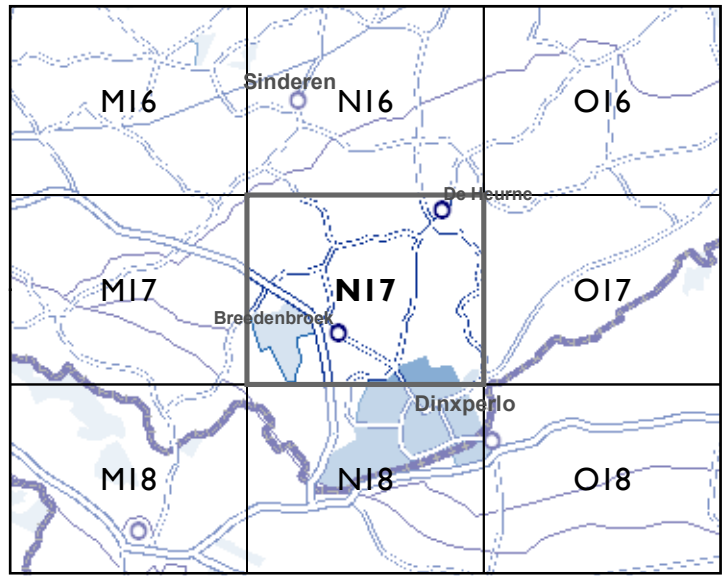 Sinderen
M16
N16
O16
De Heurne
M17
N17
O17
Breedenbroek
Dinxperlo
M18
N18
O18